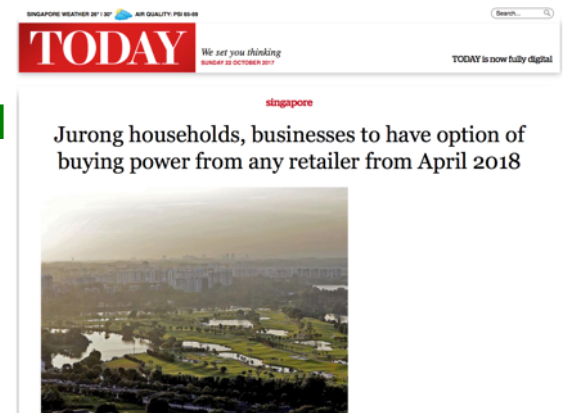 SINGAPORE WEATHER 26° | 30° AIR QUALITY: PSI 55-59
Search...
TODAY
We set you thinking
SUNDAY 22 OCTOBER 2017
TODAY is now fully digital
singapore
Jurong households, businesses to have option of
buying power from any retailer from April 2018